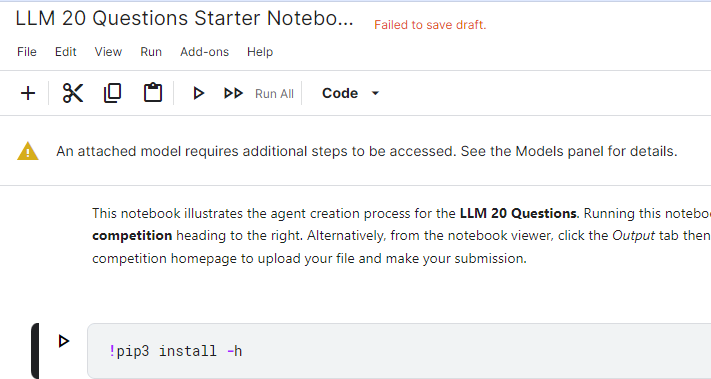 LLM 20 Questions Starter Notebo... Failed to save draft.
File Edit View Run Add-ons Help
Run All Code
An attached model requires additional steps to be accessed. See the Models panel for details.
This notebook illustrates the agent creation process for the LLM 20 Questions. Running this notebo
competition heading to the right. Alternatively, from the notebook viewer, click the Output tab then
competition homepage to upload your file and make your submission.
!pip3 install -h